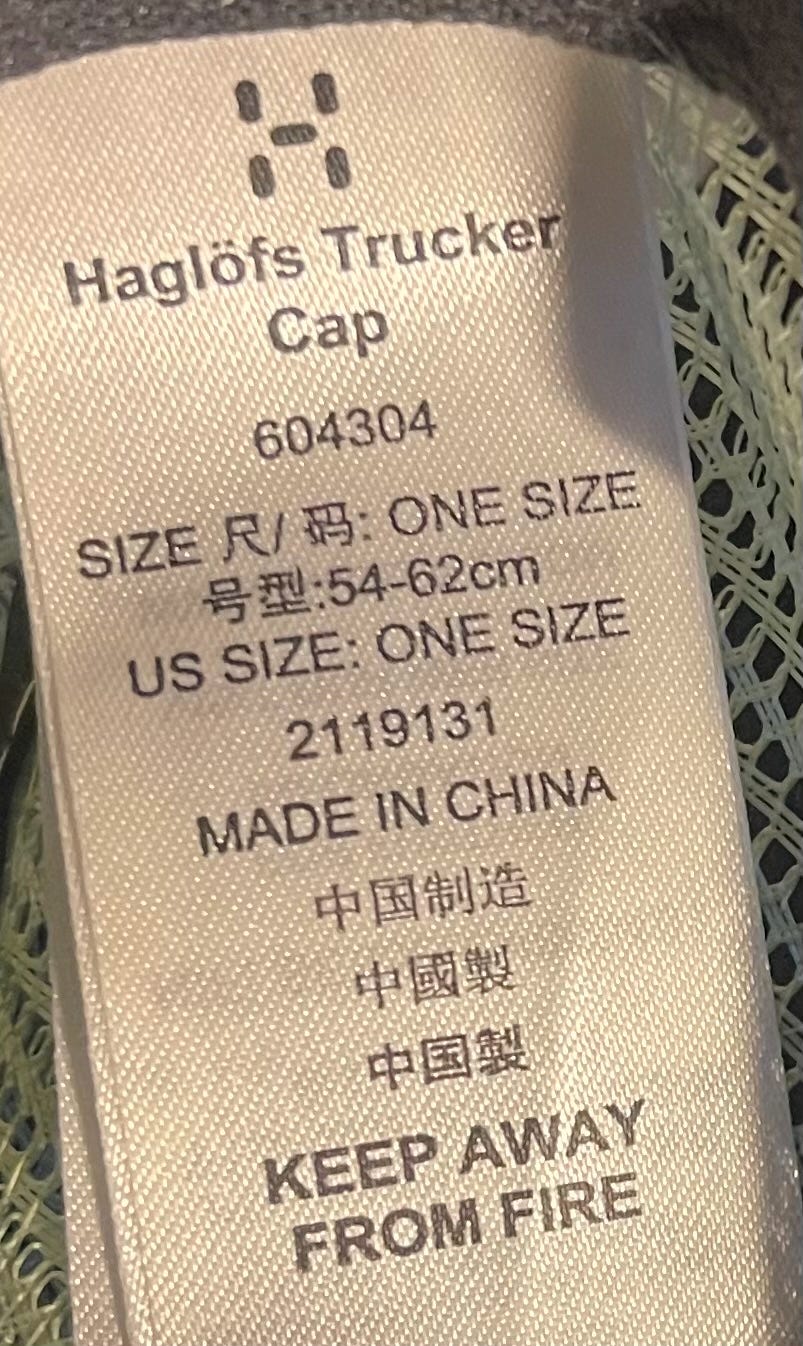 Haglöfs Trucker
Cap
604304
SIZE 尺/ 码: ONE SIZE
号型:54-62cm
US SIZE: ONE SIZE
2119131
MADE IN CHINA
中国制造
中國製
中国製
KEEP AWAY
FROM FIRE